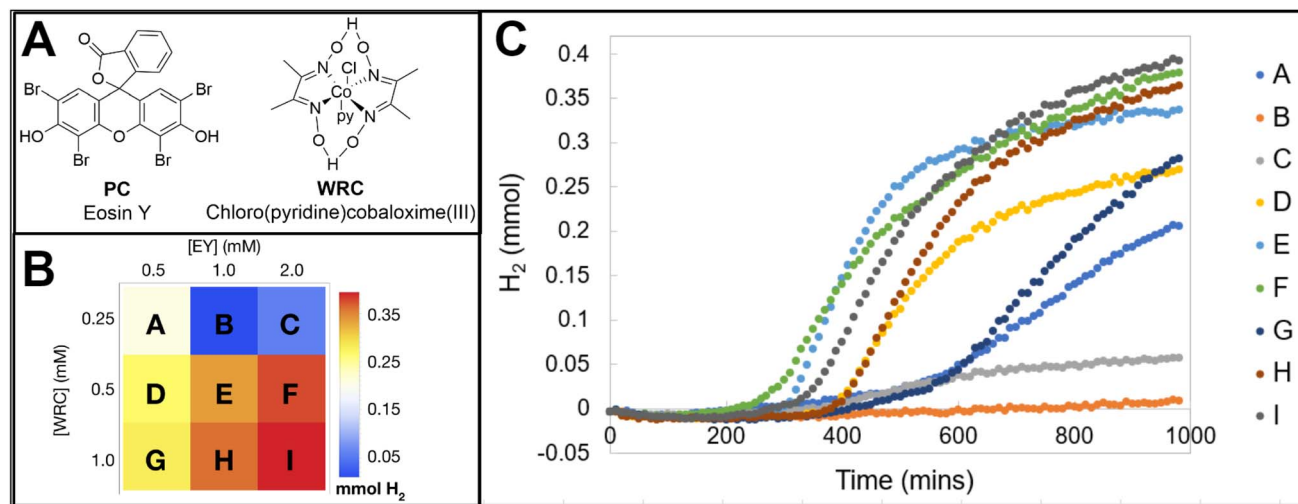 A
O
O
Br
Br
HO
O
OH
Br
Br
PC
Eosin Y
H
O
O
N
Cl
N
Co
N
py
N
O
O
H
WRC
Chloro(pyridine)cobaloxime(III)
B
[EY] (mM)
0.5 1.0 2.0
[WRC] (mM)
0.25
A B C
0.5
D E F
1.0
G H I
0.35
0.25
0.15
0.05
mmol H₂
C
H₂ (mmol)
0.4
0.35
0.3
0.25
0.2
0.15
0.1
0.05
0
-0.05
0 200 400 600 800 1000
Time (mins)
A
B
C
D
E
F
G
H
I